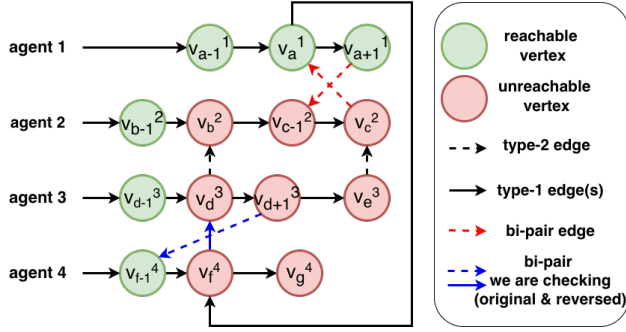 agent 1
v_{a-1}^1
v_a^1
v_{a+1}^1
agent 2
v_{b-1}^2
v_b^2
v_{c-1}^2
v_c^2
agent 3
v_{d-1}^3
v_d^3
v_{d+1}^3
v_e^3
agent 4
v_{f-1}^4
v_f^4
v_g^4
reachable
vertex
unreachable
vertex
type-2 edge
type-1 edge(s)
bi-pair edge
bi-pair
we are checking
(original & reversed)